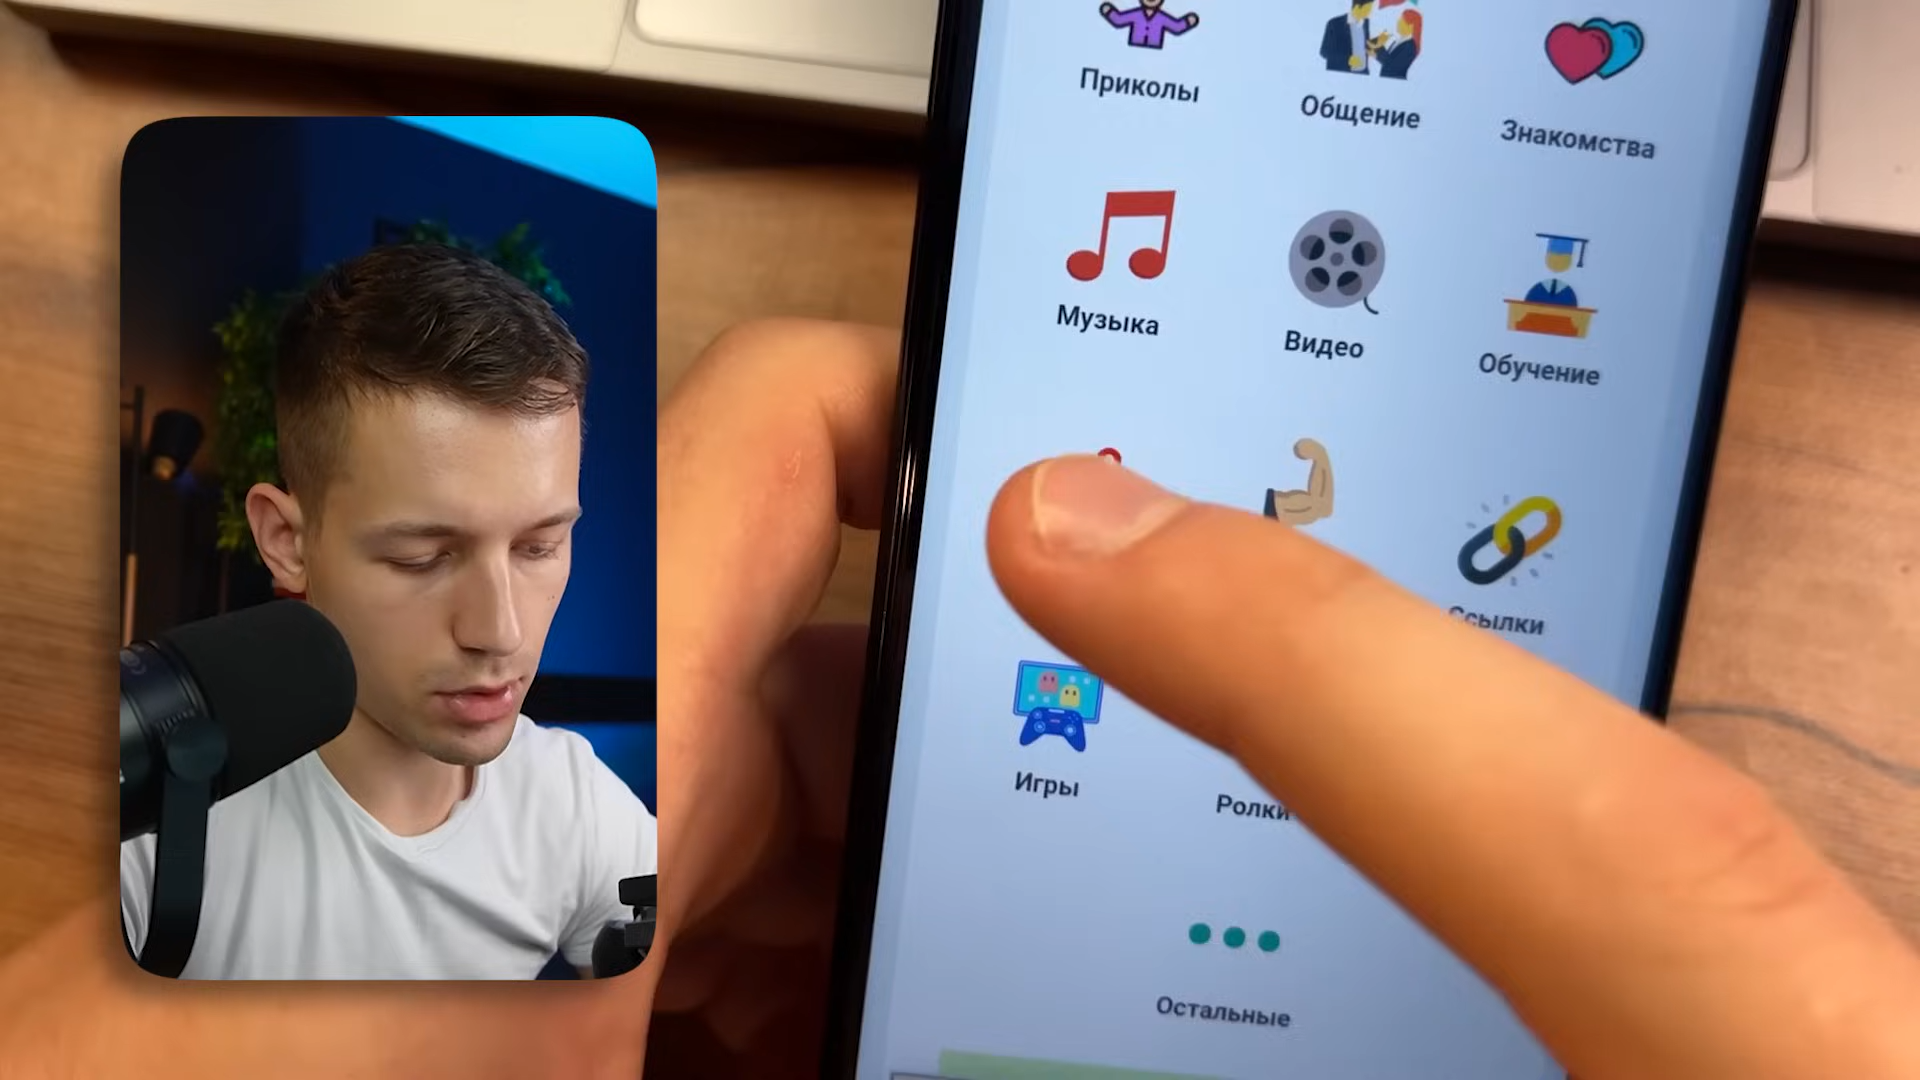 Приколы
Общение
Знакомства
Музыка
Видео
Обучение
Ссылки
Игры
Ролки
Остальные